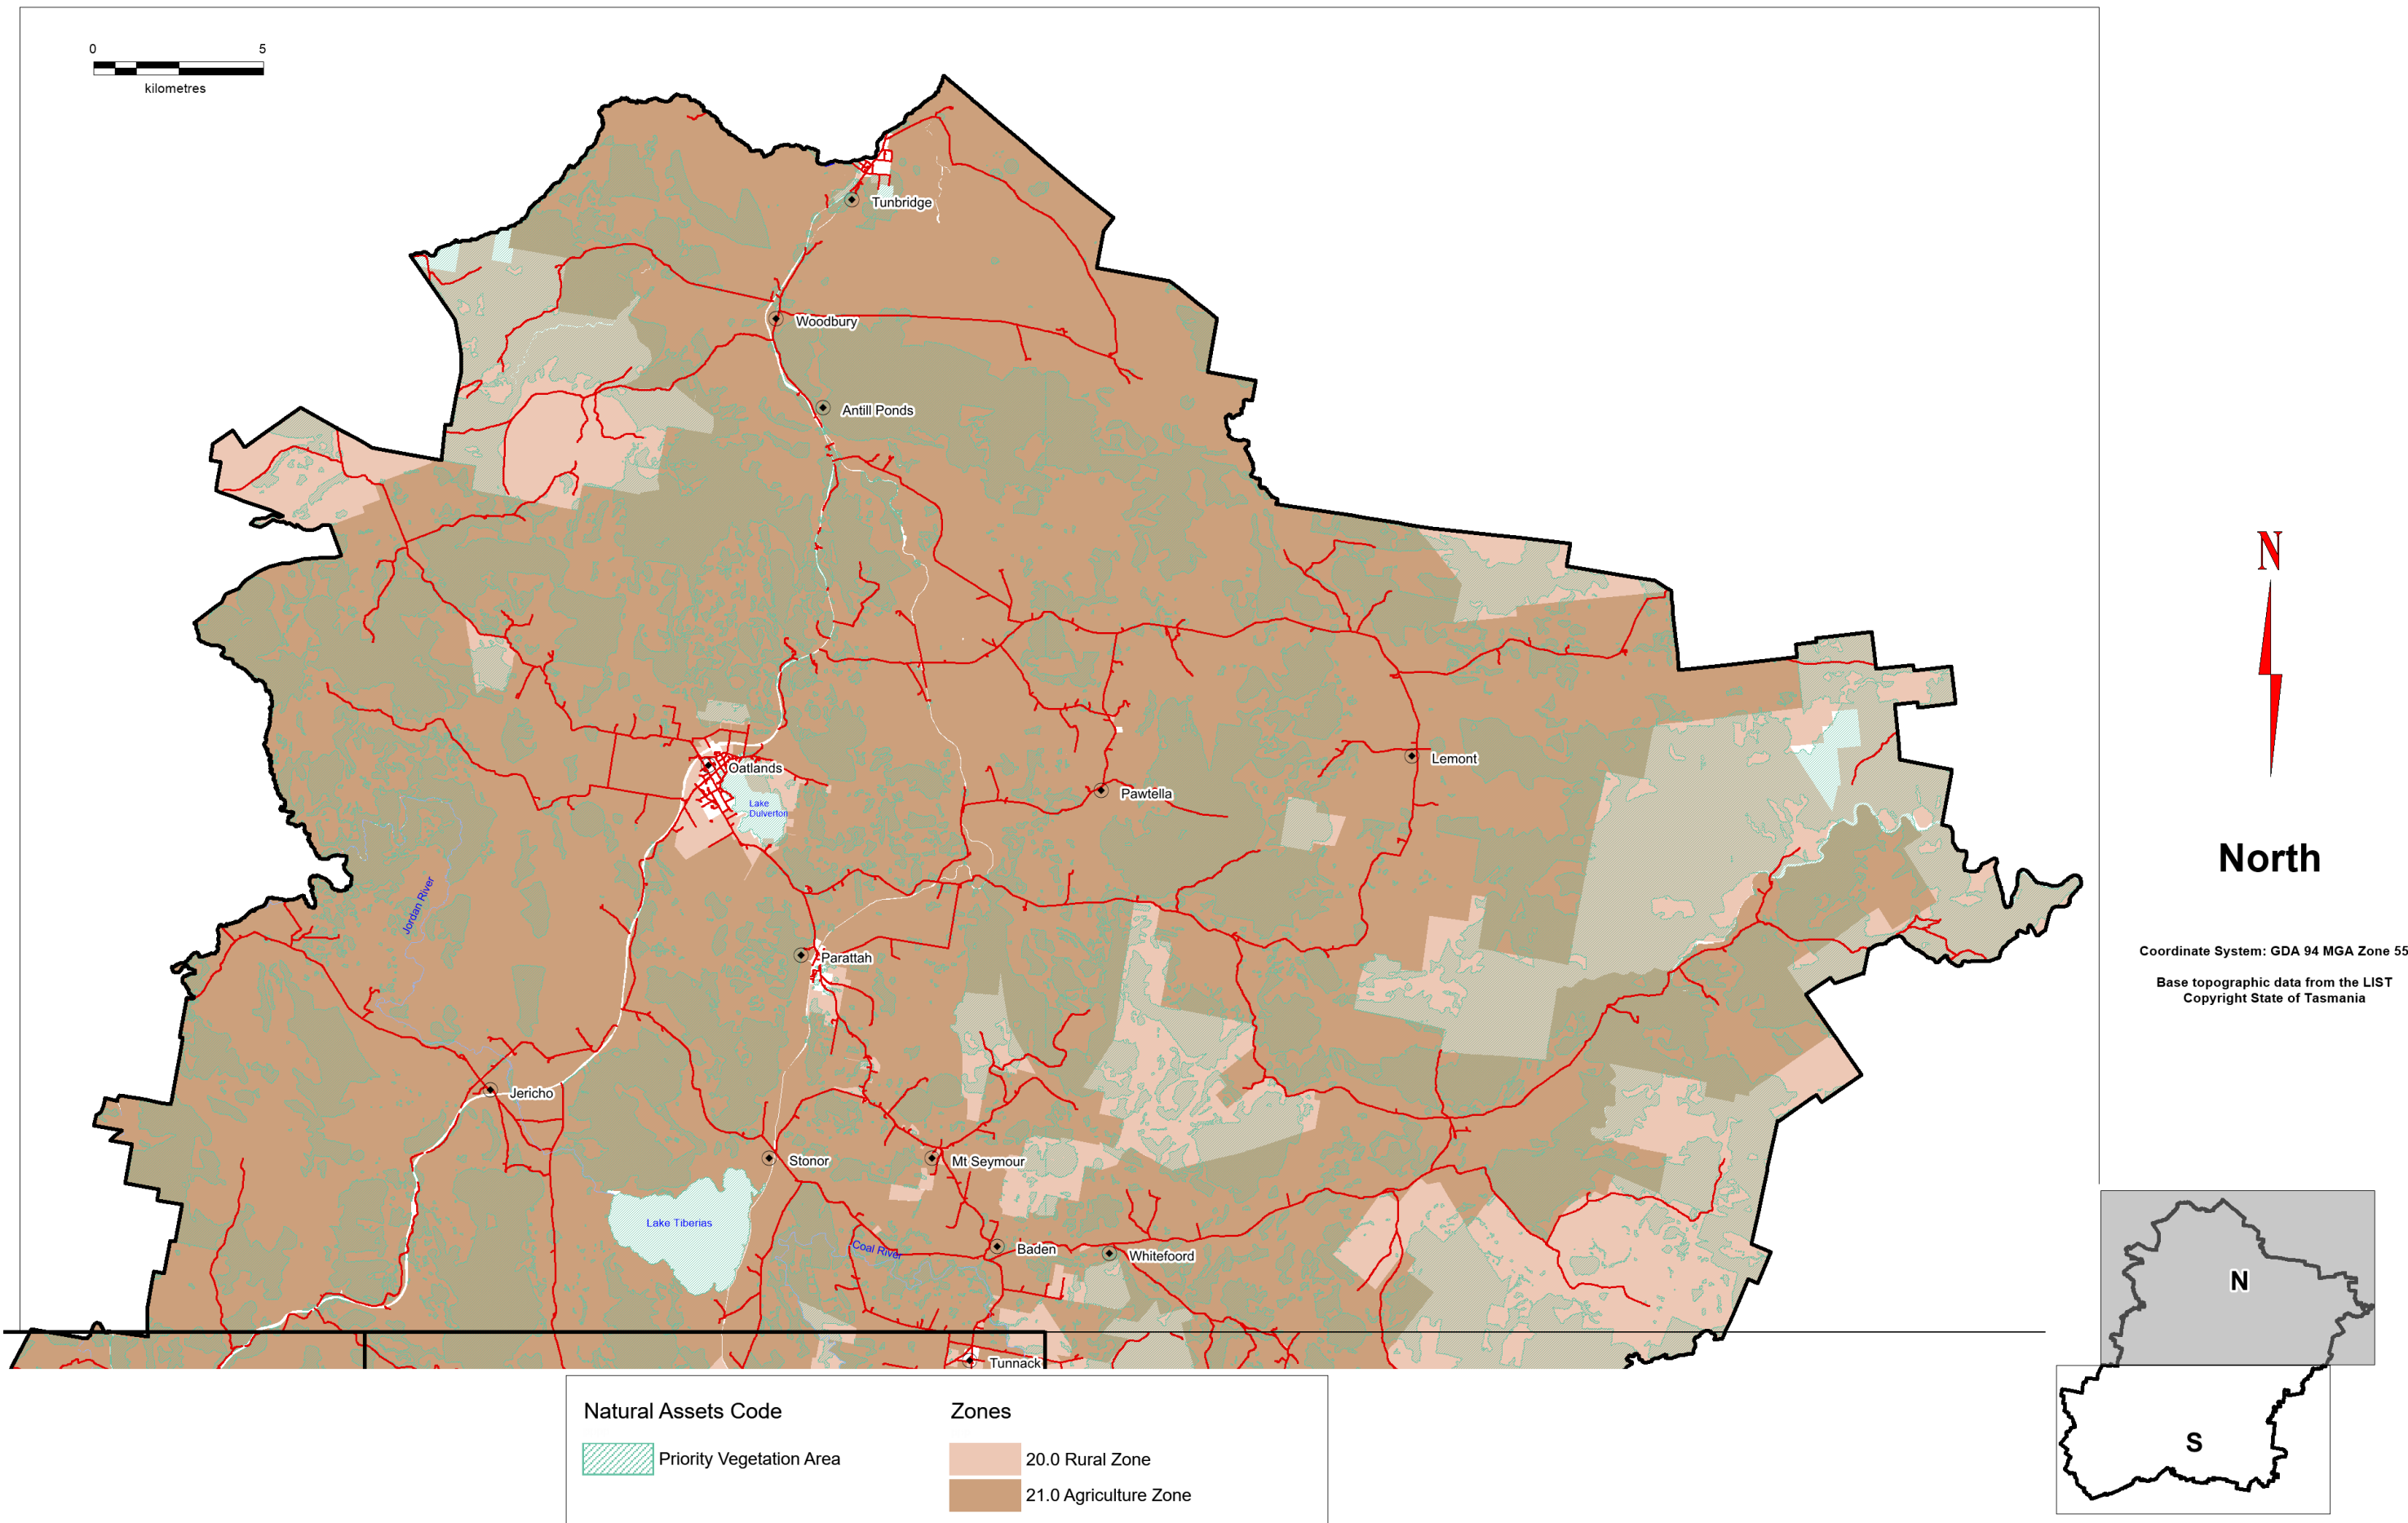 0 5
kilometres
Tunbridge
Woodbury
Antill Ponds
N
Oatlands
Lemont
Pawtella
Lake
Dulverton
North
Jordan River
Coordinate System: GDA 94 MGA Zone 55
Parattah
Base topographic data from the LIST
Copyright State of Tasmania
Jericho
Stonor
Mt Seymour
Lake Tiberias
Coal River
Baden
Whitefoord
N
Tunnack
Natural Assets Code
Zones
S
Priority Vegetation Area
20.0 Rural Zone
21.0 Agriculture Zone